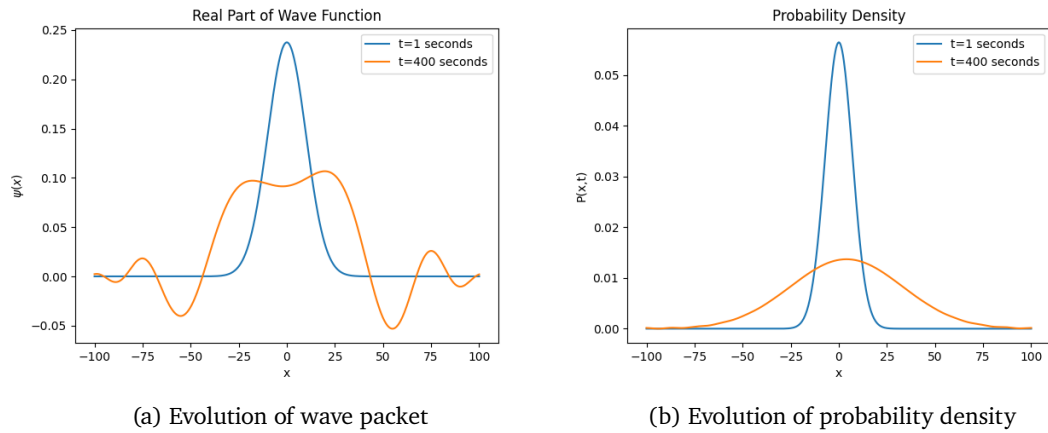 Real Part of Wave Function
t=1 seconds
t=400 seconds
0.25
0.20
0.15
0.10
0.05
0.00
−0.05
ψ(x)
−100 −75 −50 −25 0 25 50 75 100
x
(a) Evolution of wave packet
Probability Density
t=1 seconds
t=400 seconds
0.05
0.04
0.03
0.02
0.01
0.00
P(x,t)
−100 −75 −50 −25 0 25 50 75 100
x
(b) Evolution of probability density